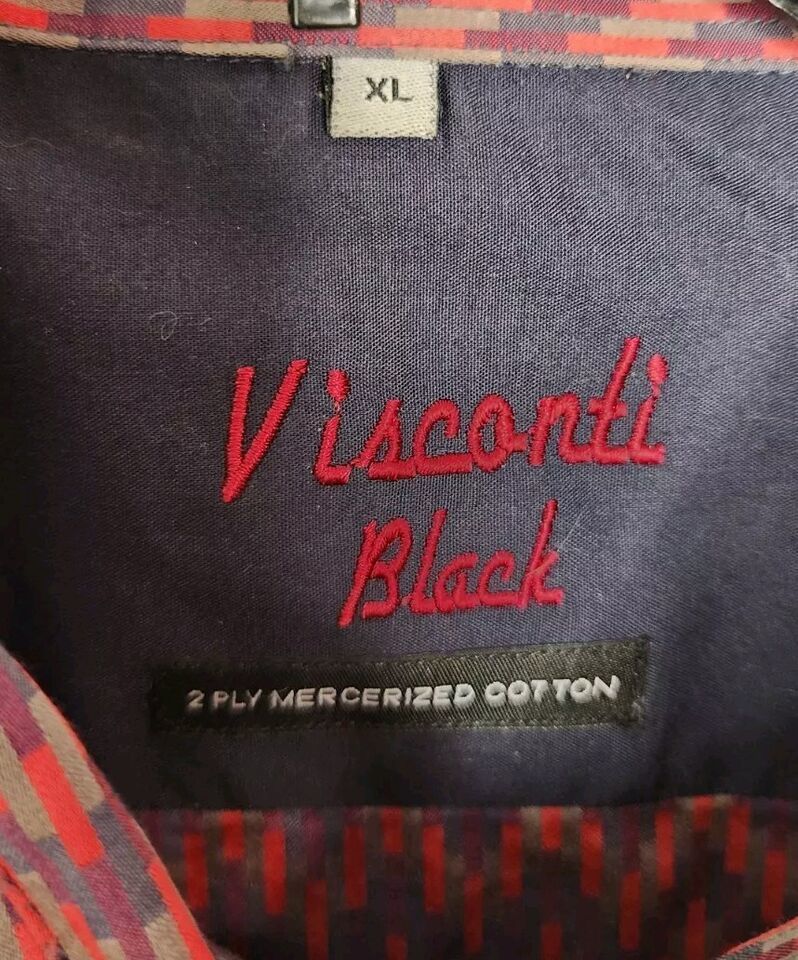 XL
Visconti
Black
2 PLY MERCERIZED COTTON